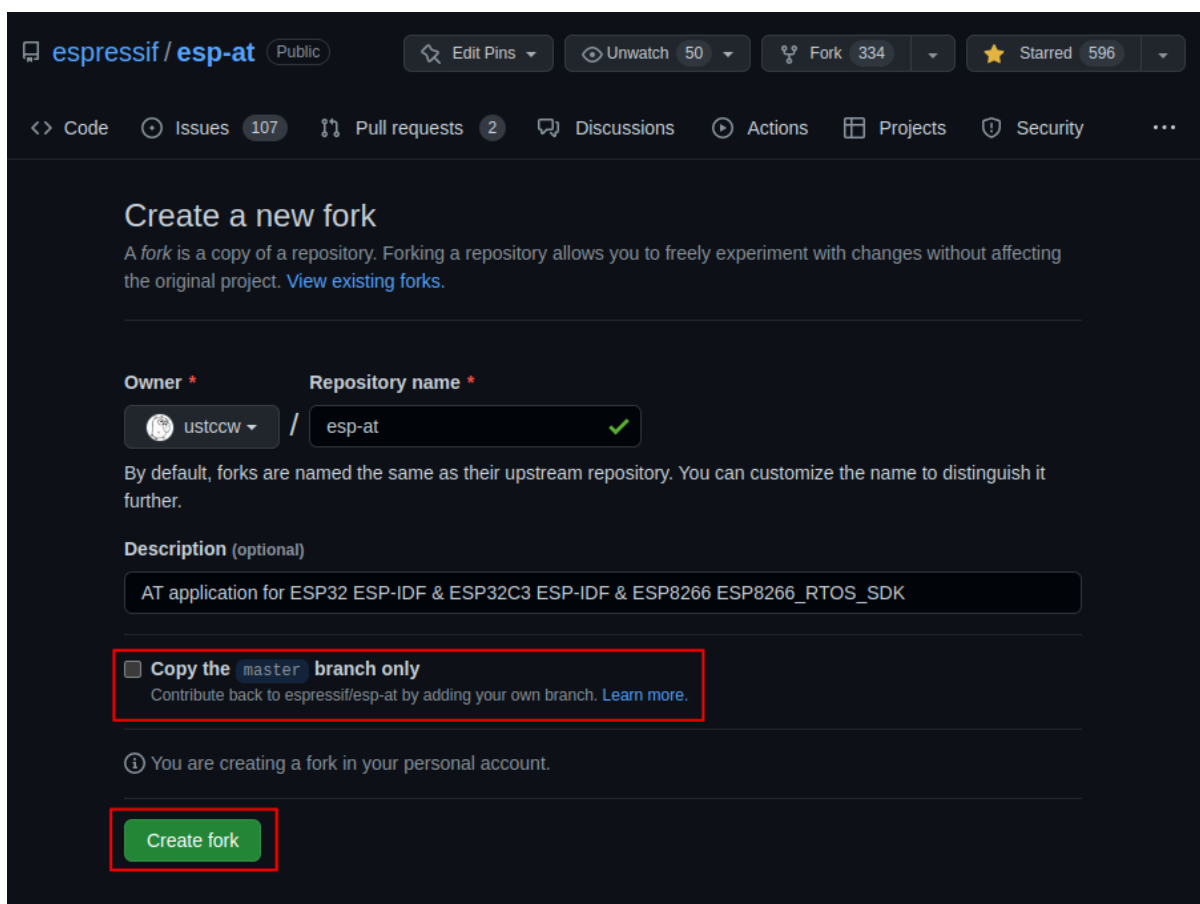 espressif / esp-at Public Edit Pins Unwatch 50 Fork 334 Starred 596
Code Issues 107 Pull requests 2 Discussions Actions Projects Security ...
Create a new fork
A fork is a copy of a repository. Forking a repository allows you to freely experiment with changes without affecting
the original project. View existing forks.
Owner * Repository name *
ustccw / esp-at
By default, forks are named the same as their upstream repository. You can customize the name to distinguish it
further.
Description (optional)
AT application for ESP32 ESP-IDF & ESP32C3 ESP-IDF & ESP8266 ESP8266_RTOS_SDK
Copy the master branch only
Contribute back to espressif/esp-at by adding your own branch. Learn more.
You are creating a fork in your personal account.
Create fork